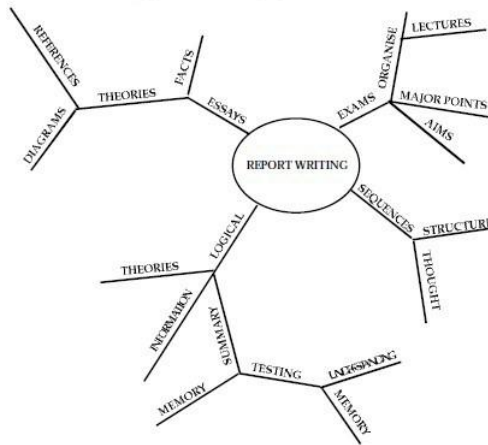 REFERENCES
DIAGRAMS
THEORIES
FACTS
ESSAYS
REPORT WRITING
EXAMS
ORGANISE
LECTURES
MAJOR POINTS
AIMS
SEQUENCES
STRUCTURE
THOUGHT
LOGICAL
THEORIES
INFORMATION
SUMMARY
MEMORY
TESTING
MEMORY